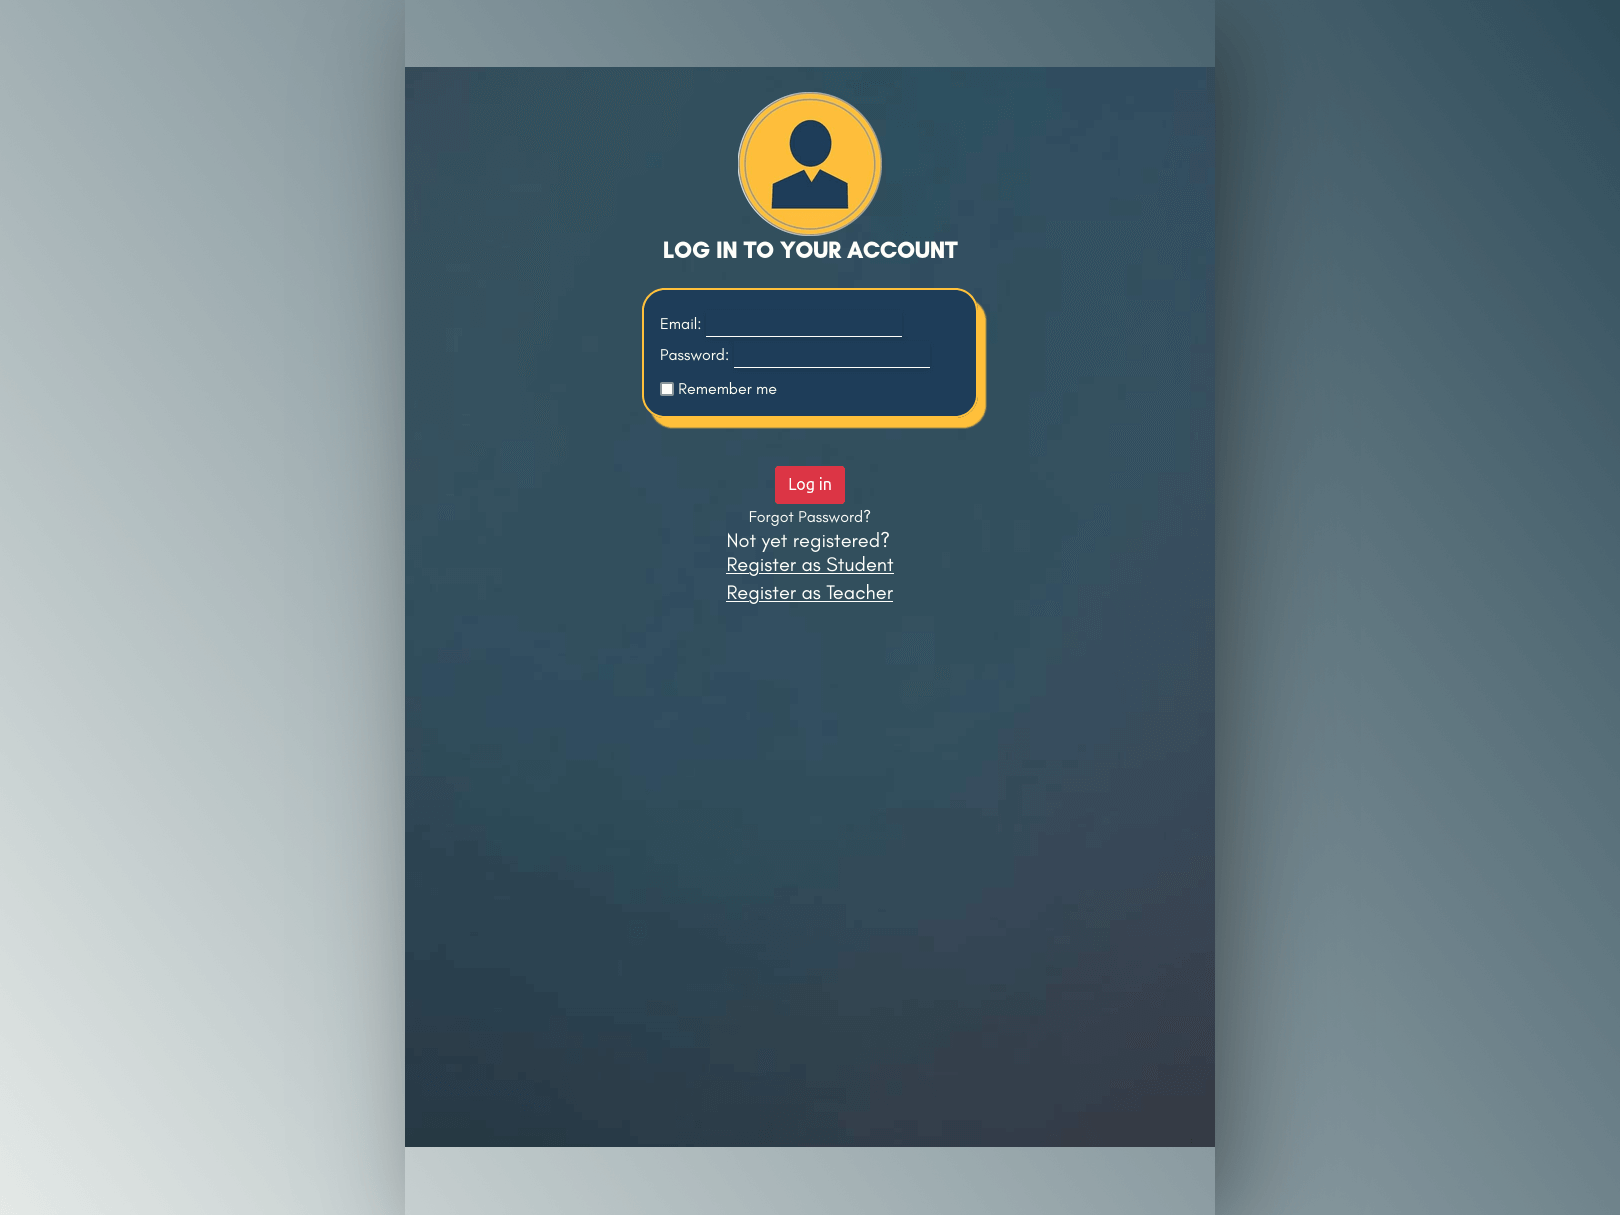 LOG IN TO YOUR ACCOUNT
Email:
Password:
Remember me
Log in
Forgot Password?
Not yet registered?
Register as Student
Register as Teacher